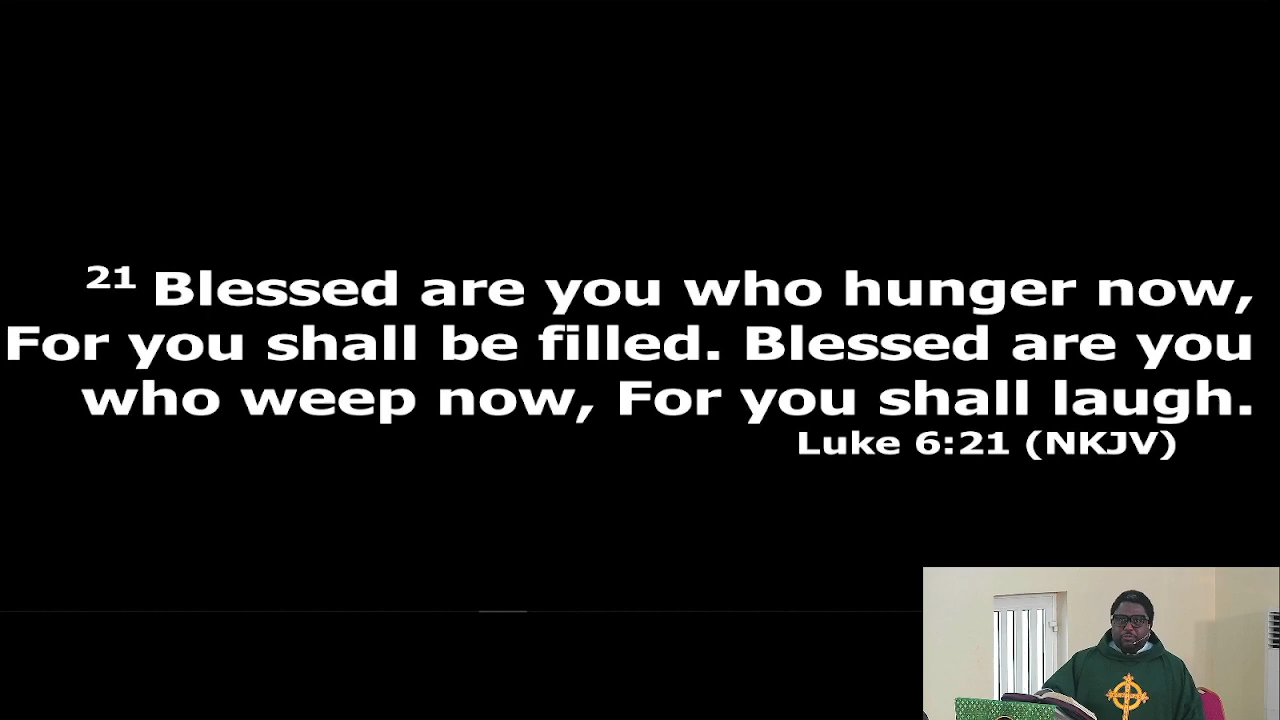 21 Blessed are you who hunger now,
For you shall be filled. Blessed are you
who weep now, For you shall laugh.
Luke 6:21 (NKJV)